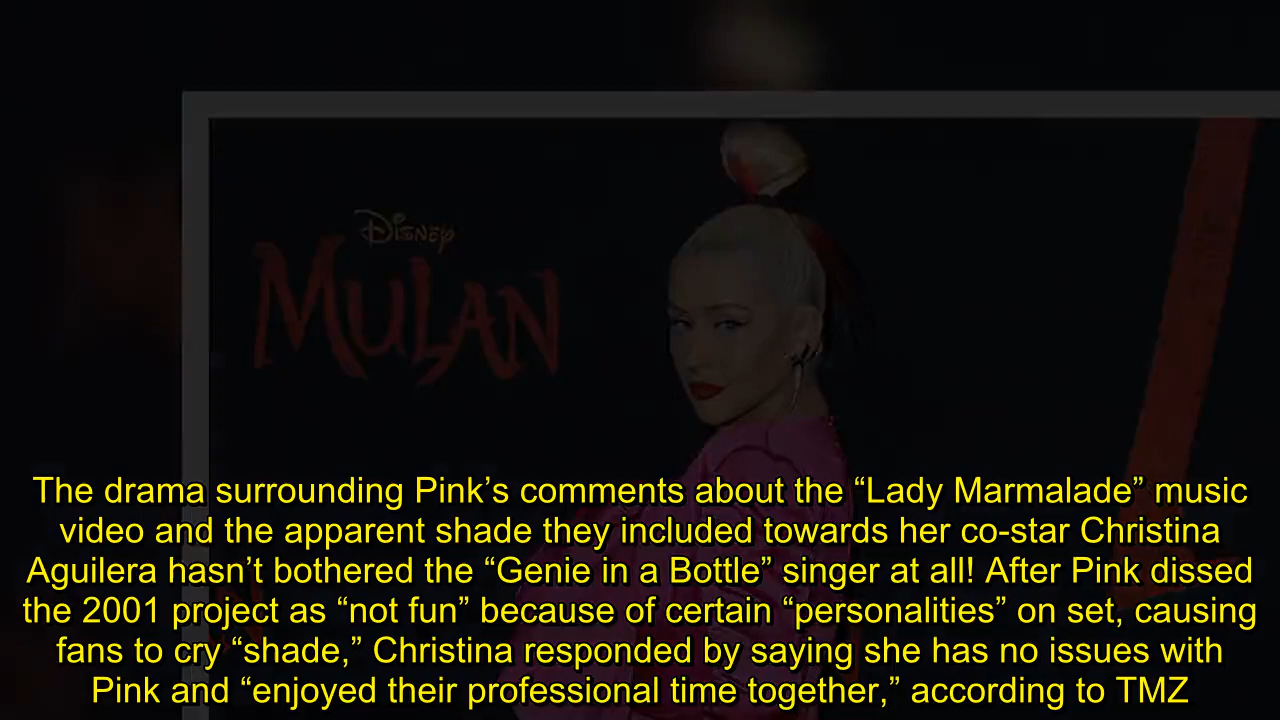 Disney
MULAN
The drama surrounding Pink’s comments about the “Lady Marmalade” music
video and the apparent shade they included towards her co-star Christina
Aguilera hasn’t bothered the “Genie in a Bottle” singer at all! After Pink dissed
the 2001 project as “not fun” because of certain “personalities” on set, causing
fans to cry “shade,” Christina responded by saying she has no issues with
Pink and “enjoyed their professional time together,” according to TMZ